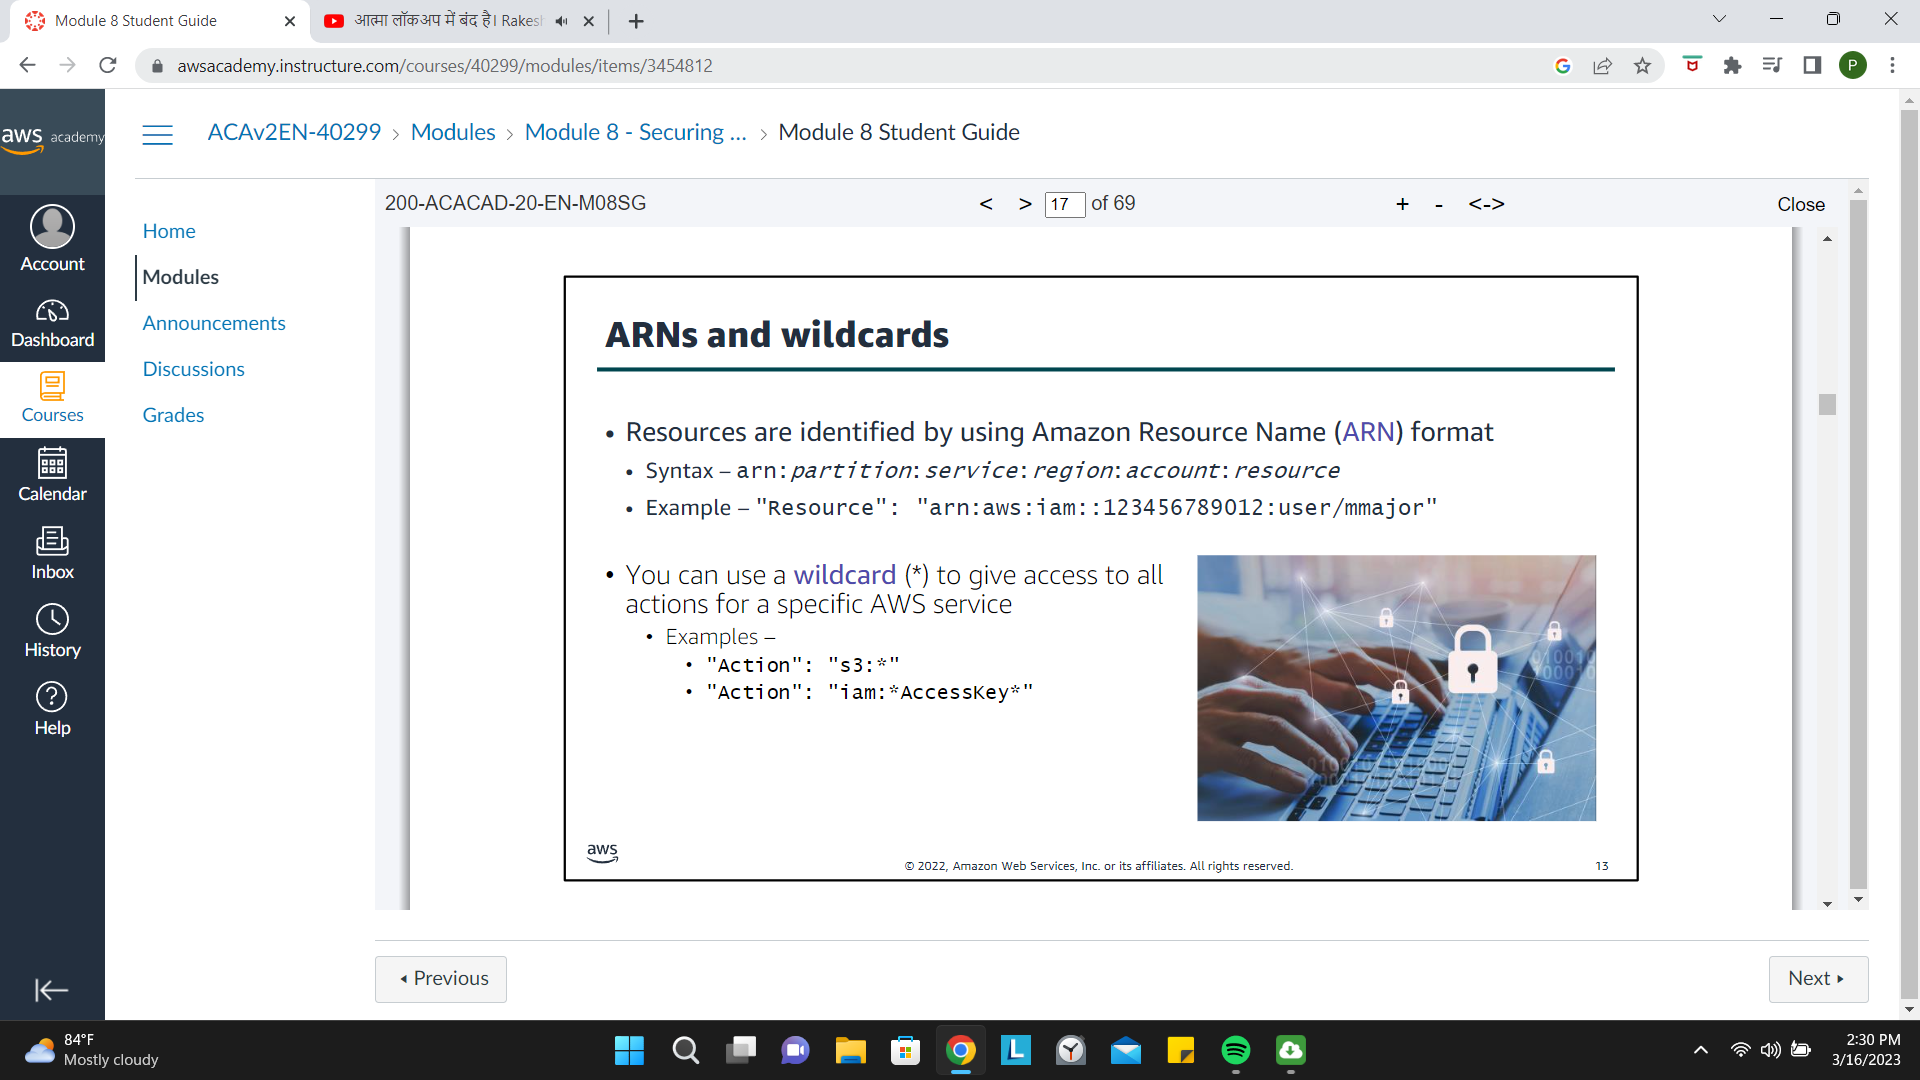 Module 8 Student Guide
आत्मा लॉकअप में बंद है। Rakesh
awsacademy.instructure.com/courses/40299/modules/items/3454812
P
aws academy
ACAv2EN-40299 > Modules > Module 8 - Securing ... > Module 8 Student Guide
Account
Dashboard
Courses
Calendar
Inbox
History
Help
Home
Modules
Announcements
Discussions
Grades
200-ACACAD-20-EN-M08SG
< > 17 of 69
+ - <->
Close
ARNs and wildcards
• Resources are identified by using Amazon Resource Name (ARN) format
• Syntax – arn:partition:service:region:account:resource
• Example – "Resource": "arn:aws:iam::123456789012:user/mmajor"
• You can use a wildcard (*) to give access to all
actions for a specific AWS service
• Examples –
• "Action": "s3:*"
• "Action": "iam:*AccessKey*"
aws
© 2022, Amazon Web Services, Inc. or its affiliates. All rights reserved.
13
Previous
Next
84°F
Mostly cloudy
L
2:30 PM
3/16/2023